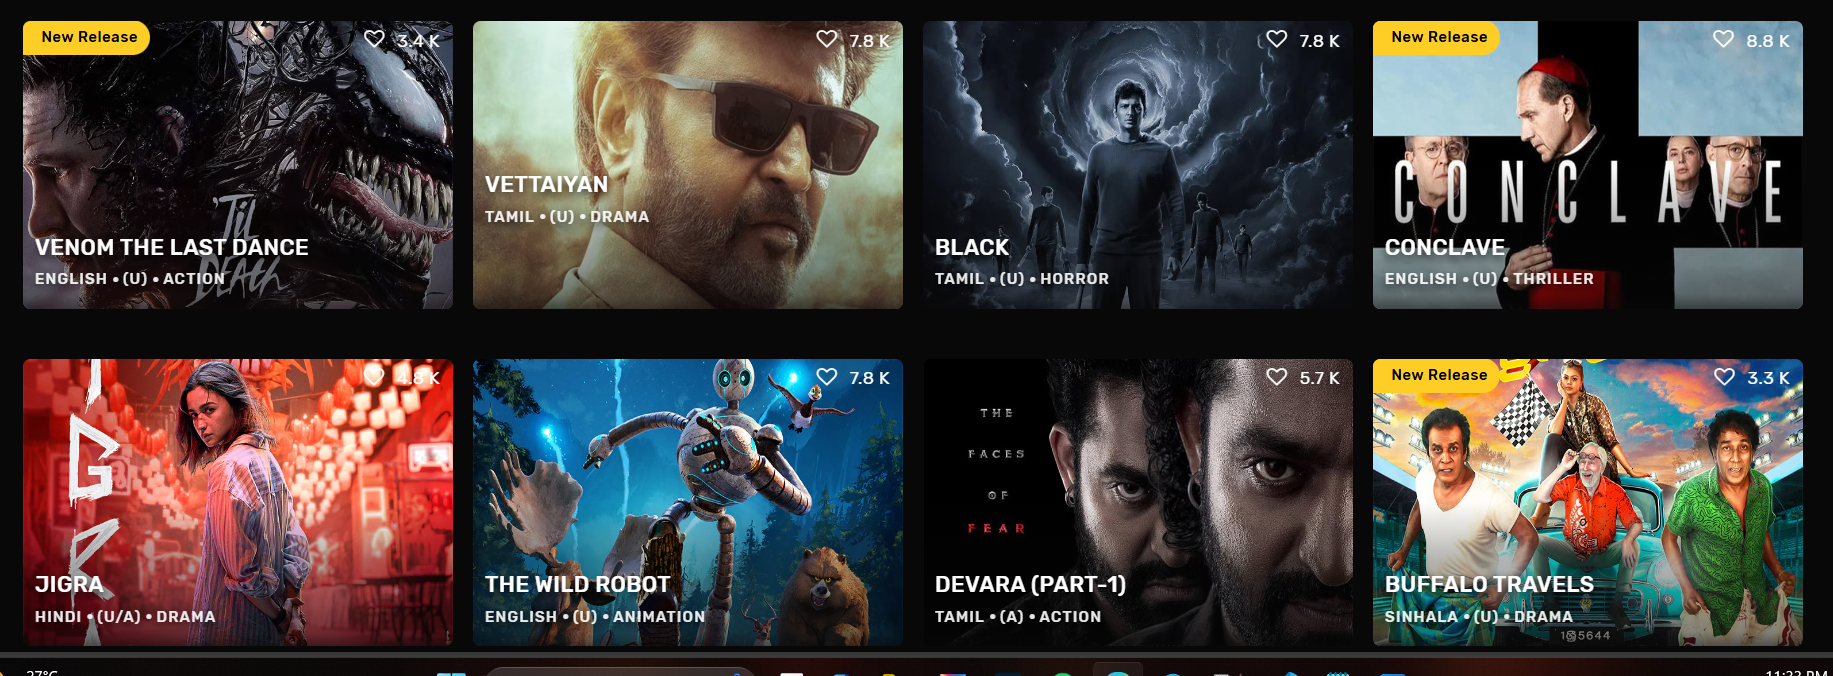 New Release
3.4 K
TIL
DEATH
VENOM THE LAST DANCE
ENGLISH • (U) • ACTION
7.8 K
VETTAIYAN
TAMIL • (U) • DRAMA
7.8 K
BLACK
TAMIL • (U) • HORROR
New Release
8.8 K
CONCLAVE
CONCLAVE
ENGLISH • (U) • THRILLER
4.8 K
JIGRA
HINDI • (U/A) • DRAMA
7.8 K
THE WILD ROBOT
ENGLISH • (U) • ANIMATION
5.7 K
THE
FACES
OF
FEAR
DEVARA (PART-1)
TAMIL • (A) • ACTION
New Release
3.3 K
BUFFALO TRAVELS
SINHALA • (U) • DRAMA
27°C
11:23 PM